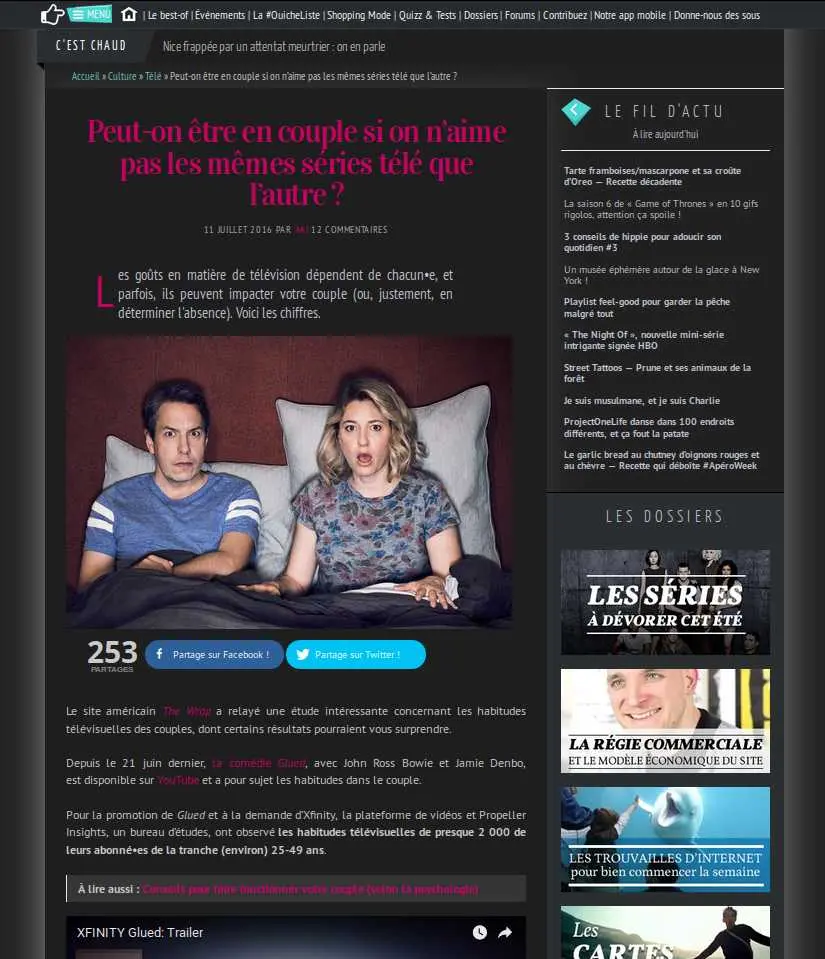 MENU | Le best-of | Événements | La #OuicheListe | Shopping Mode | Quizz & Tests | Dossiers | Forums | Contribuez | Notre app mobile | Donne-nous des sous
C'EST CHAUD Nice frappée par un attentat meurtrier : on en parle
Accueil » Culture » Télé » Peut-on être en couple si on n'aime pas les mêmes séries télé que l'autre ?
Peut-on être en couple si on n'aime
pas les mêmes séries télé que
l'autre ?
11 JUILLET 2016 PAR | 12 COMMENTAIRES
Les goûts en matière de télévision dépendent de chacun•e, et
parfois, ils peuvent impacter votre couple (ou, justement, en
déterminer l'absence). Voici les chiffres.
253
PARTAGES
Partage sur Facebook !
Partage sur Twitter !
Le site américain The Wrap a relayé une étude intéressante concernant les habitudes
télévisuelles des couples, dont certains résultats pourraient vous surprendre.
Depuis le 21 juin dernier, la comédie Glued, avec John Ross Bowie et Jamie Denbo,
est disponible sur YouTube et a pour sujet les habitudes dans le couple.
Pour la promotion de Glued et à la demande d'Xfinity, la plateforme de vidéos et Propeller
Insights, un bureau d'études, ont observé les habitudes télévisuelles de presque 2 000 de
leurs abonné•es de la tranche (environ) 25-49 ans.
À lire aussi : Conseils pour faire fonctionner votre couple (selon la psychologie)
XFINITY Glued: Trailer
LE FIL D'ACTU
À lire aujourd'hui
Tarte framboises/mascarpone et sa croûte
d'Oreo — Recette décadente
La saison 6 de « Game of Thrones » en 10 gifs
rigolos, attention ça spoile !
3 conseils de hippie pour adoucir son
quotidien #3
Un musée éphémère autour de la glace à New
York !
Playlist feel-good pour garder la pêche
malgré tout
« The Night Of », nouvelle mini-série
intrigante signée HBO
Street Tattoos — Prune et ses animaux de la
forêt
Je suis musulmane, et je suis Charlie
ProjectOneLife danse dans 100 endroits
différents, et ça fout la patate
Le garlic bread au chutney d'oignons rouges et
au chèvre — Recette qui déboîte #ApéroWeek
LES DOSSIERS
LES SÉRIES
À DÉVORER CET ÉTÉ
LA RÉGIE COMMERCIALE
ET LE MODÈLE ÉCONOMIQUE DU SITE
LES TROUVAILLES D'INTERNET
pour bien commencer la semaine
Les
CARTES